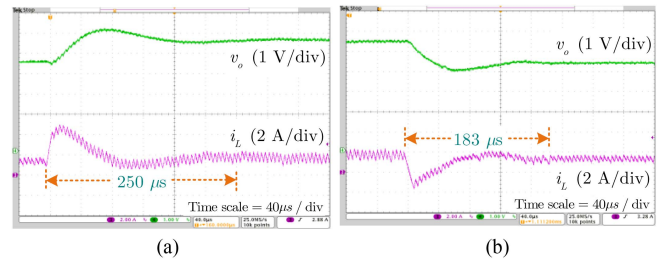 Tek Stop
v_o (1 V/div)
i_L (2 A/div)
250 μs
Time scale = 40μs / div
2.00 A
1.00 V
40.0μs
25.0MS/s
10k points
2.88 A
(a)
Tek Stop
v_o (1 V/div)
183 μs
i_L (2 A/div)
Time scale = 40μs / div
2.00 A
1.00 V
40.0μs
25.0MS/s
10k points
3.28 A
(b)